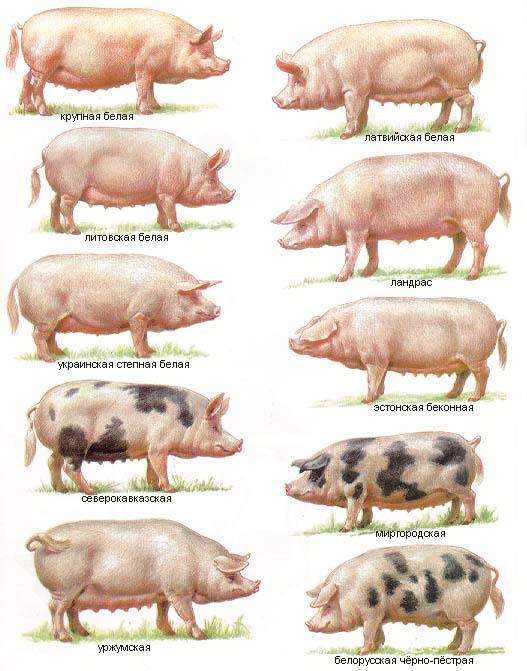 крупная белая
латвийская белая
литовская белая
ландрас
украинская степная белая
эстонская беконная
северокавказская
миргородская
уржумская
белорусская чёрно-пёстрая